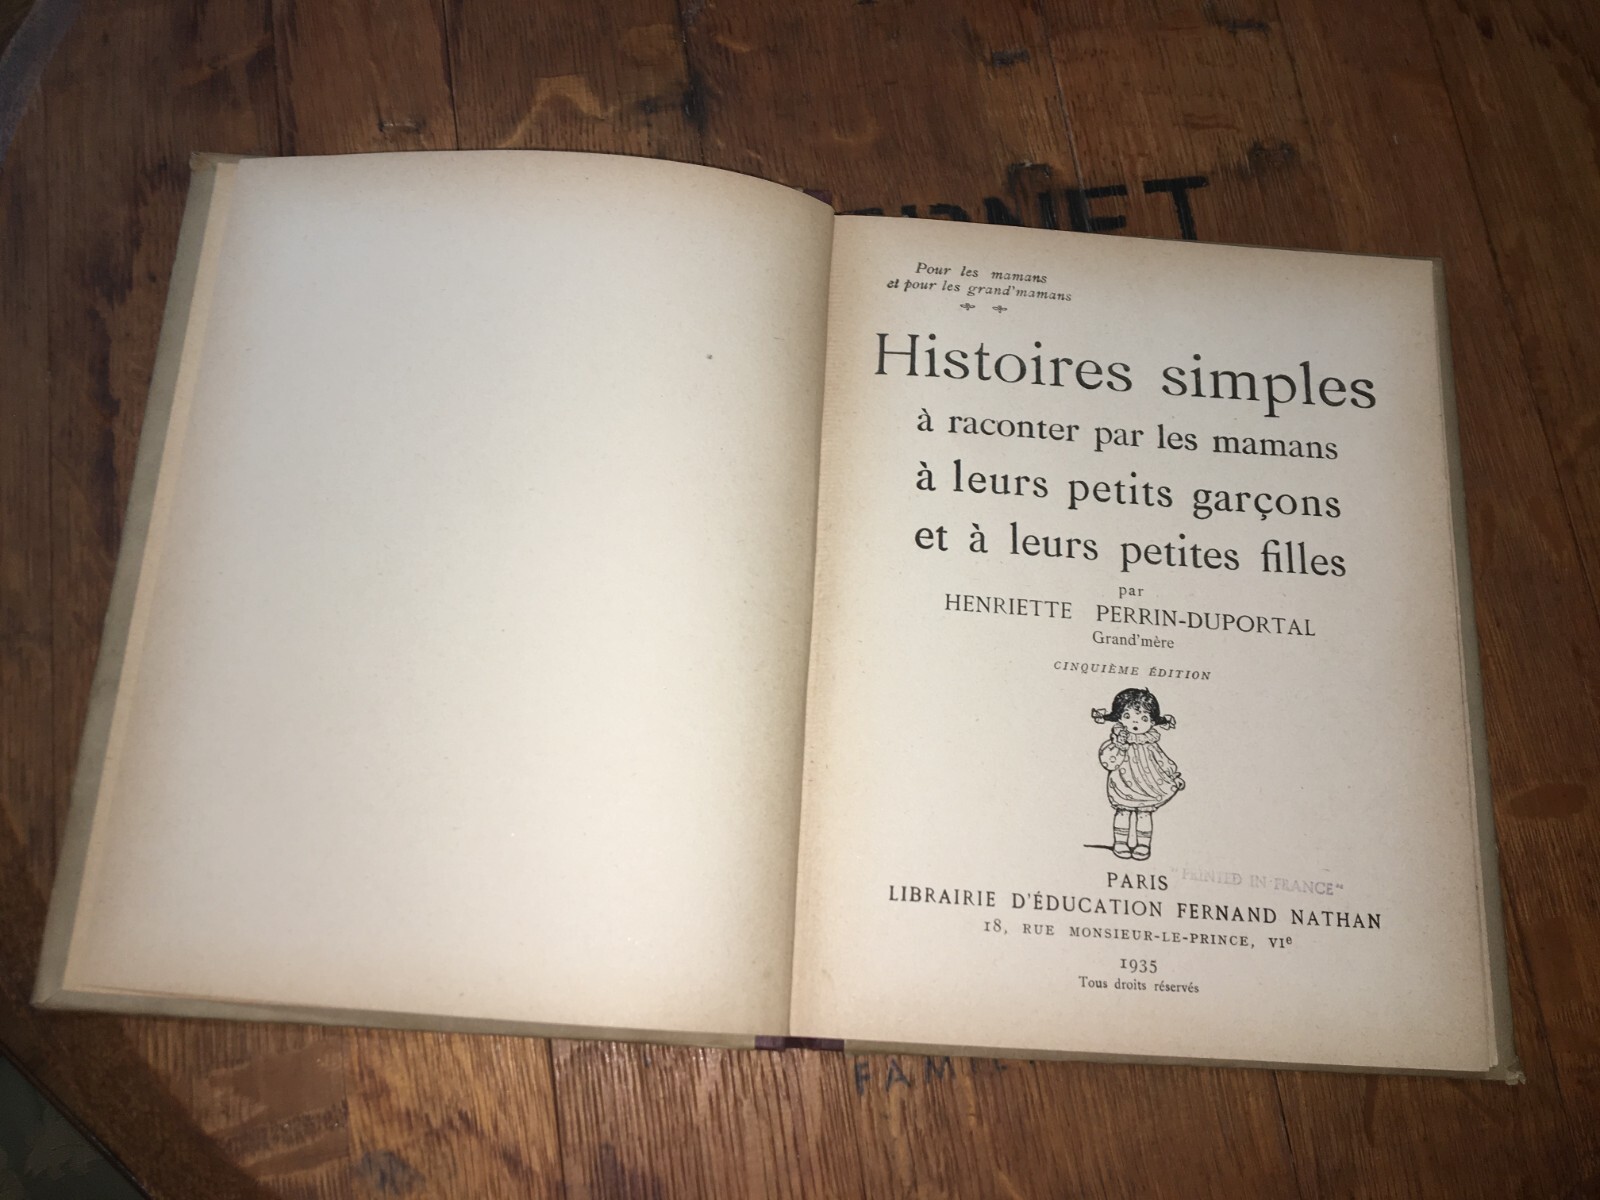 Pour les mamans
et pour les grand'mamans
Histoires simples
à raconter par les mamans
à leurs petits garçons
et à leurs petites filles
par
HENRIETTE PERRIN-DUPORTAL
Grand'mère
CINQUIÈME ÉDITION
PARIS
"PRINTED IN FRANCE"
LIBRAIRIE D'ÉDUCATION FERNAND NATHAN
18, RUE MONSIEUR-LE-PRINCE, VIe
1935
Tous droits réservés